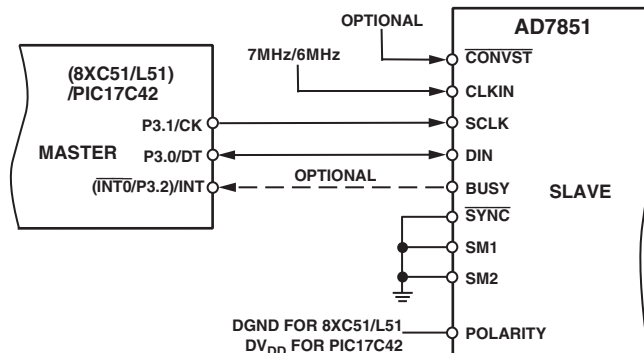 OPTIONAL
AD7851
7MHz/6MHz
CONVST
(8XC51/L51)
/PIC17C42
CLKIN
P3.1/CK
SCLK
MASTER
P3.0/DT
DIN
OPTIONAL
(INT0/P3.2)/INT
BUSY
SLAVE
SYNC
SM1
SM2
DGND FOR 8XC51/L51
DVDD FOR PIC17C42
POLARITY